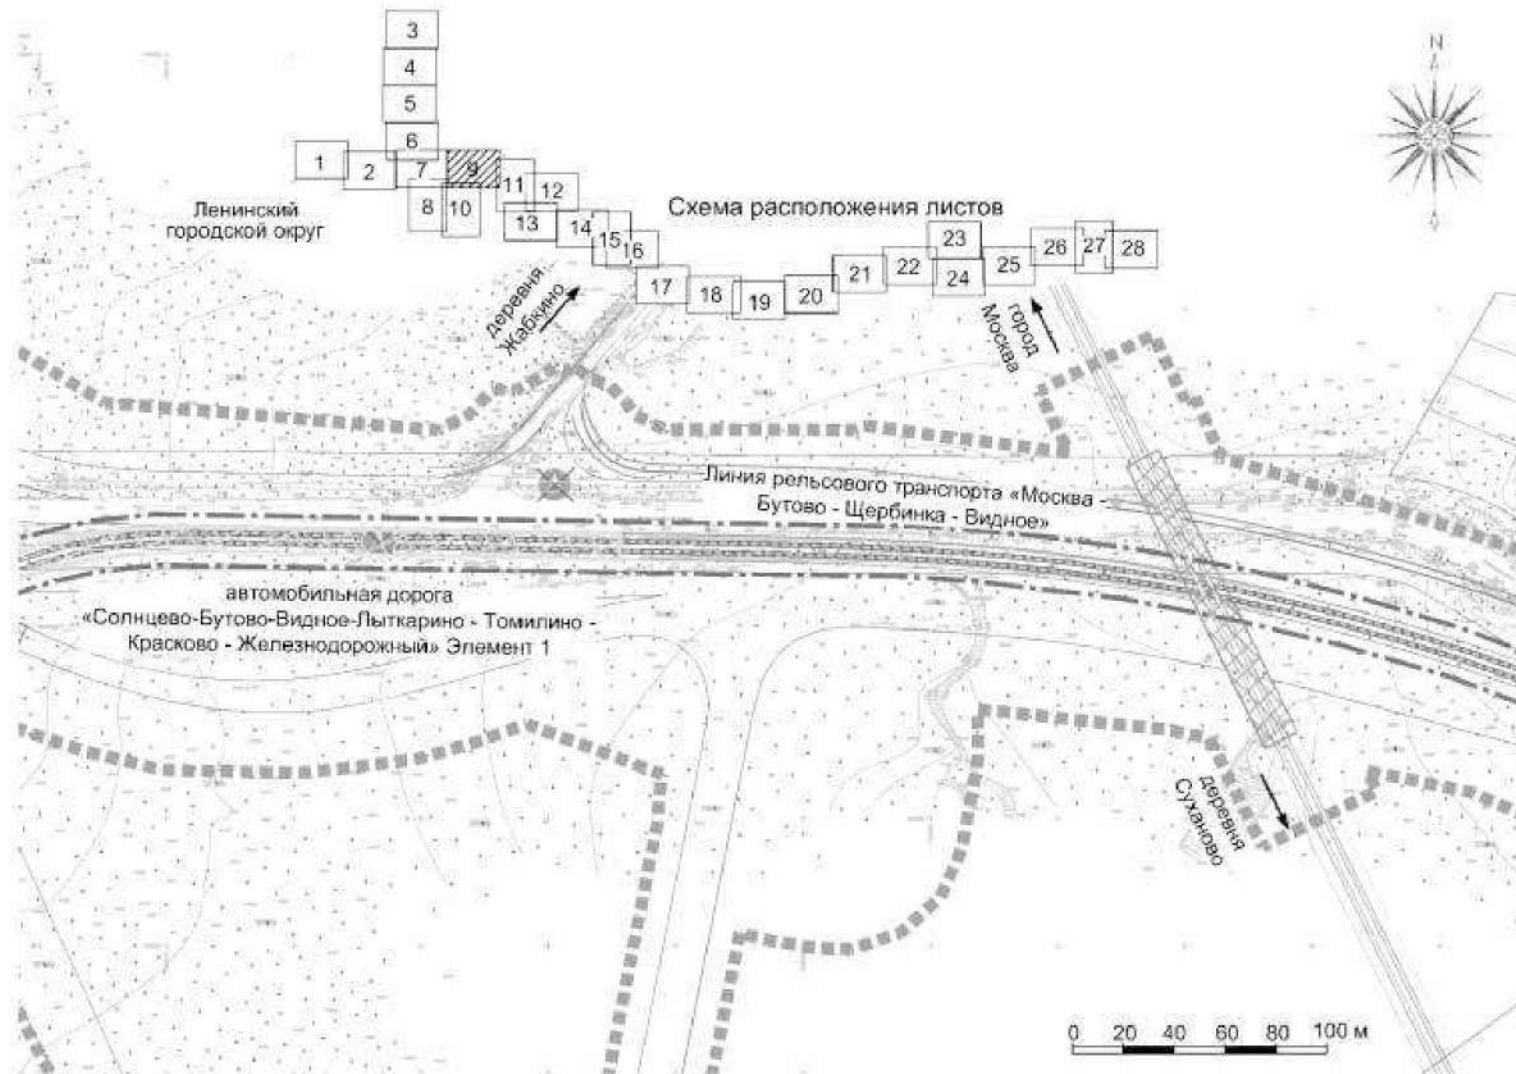 3
4
5
6
1
2
7
9
8
10
11
12
13
14
15
16
17
18
19
20
21
22
23
24
25
26
27
28
N
Ленинский
городской округ
Схема расположения листов
деревня
Жабкино
город
Москва
Линия рельсового транспорта «Москва -
Бутово - Щербинка - Видное»
автомобильная дорога
«Солнцево-Бутово-Видное-Лыткарино - Томилино -
Красково - Железнодорожный» Элемент 1
деревня
Суханово
0 20 40 60 80 100 м